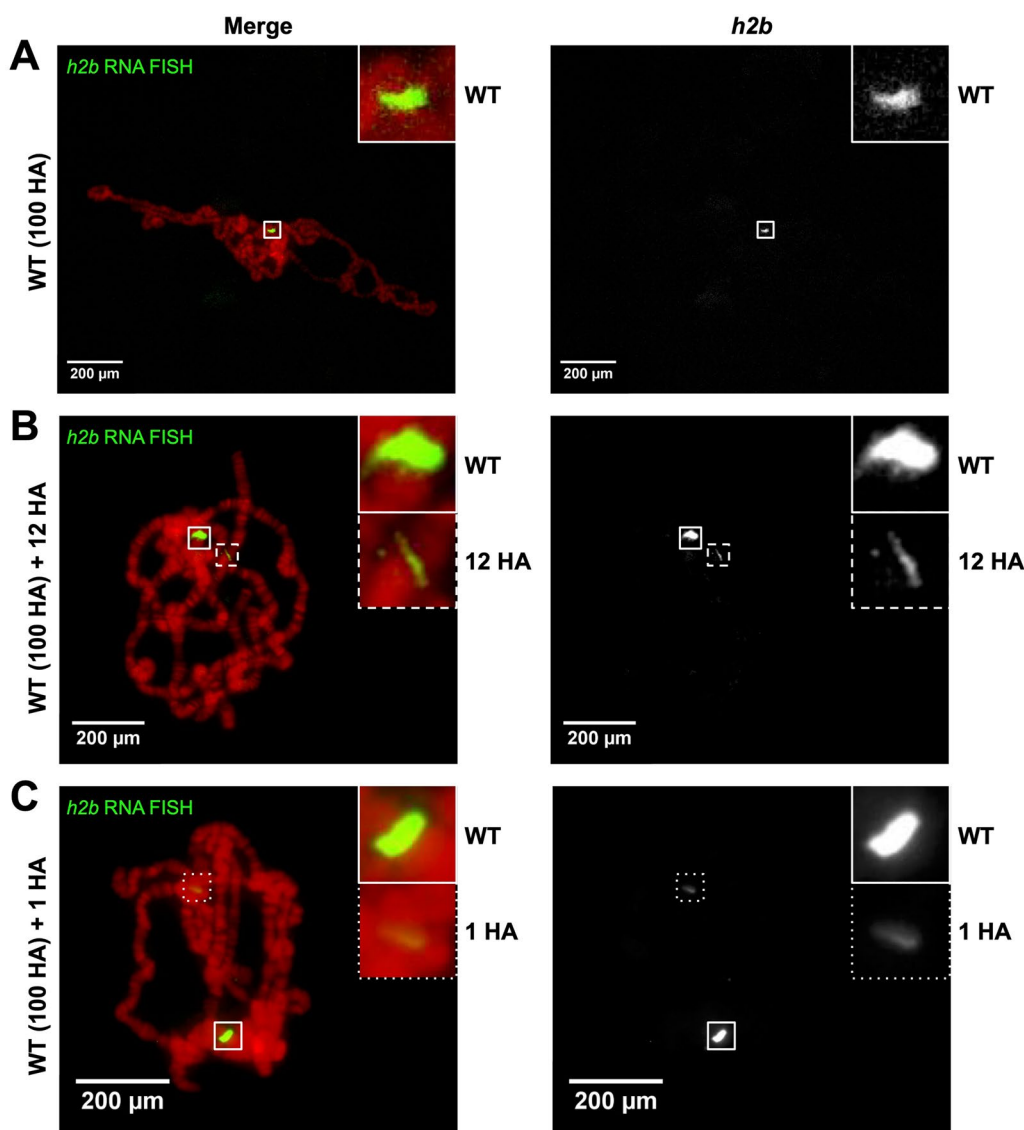 Merge
h2b
A
WT (100 HA)
h2b RNA FISH
WT
200 µm
WT
200 µm
B
WT (100 HA) + 12 HA
h2b RNA FISH
WT
12 HA
200 µm
WT
12 HA
200 µm
C
WT (100 HA) + 1 HA
h2b RNA FISH
WT
1 HA
200 µm
WT
1 HA
200 µm